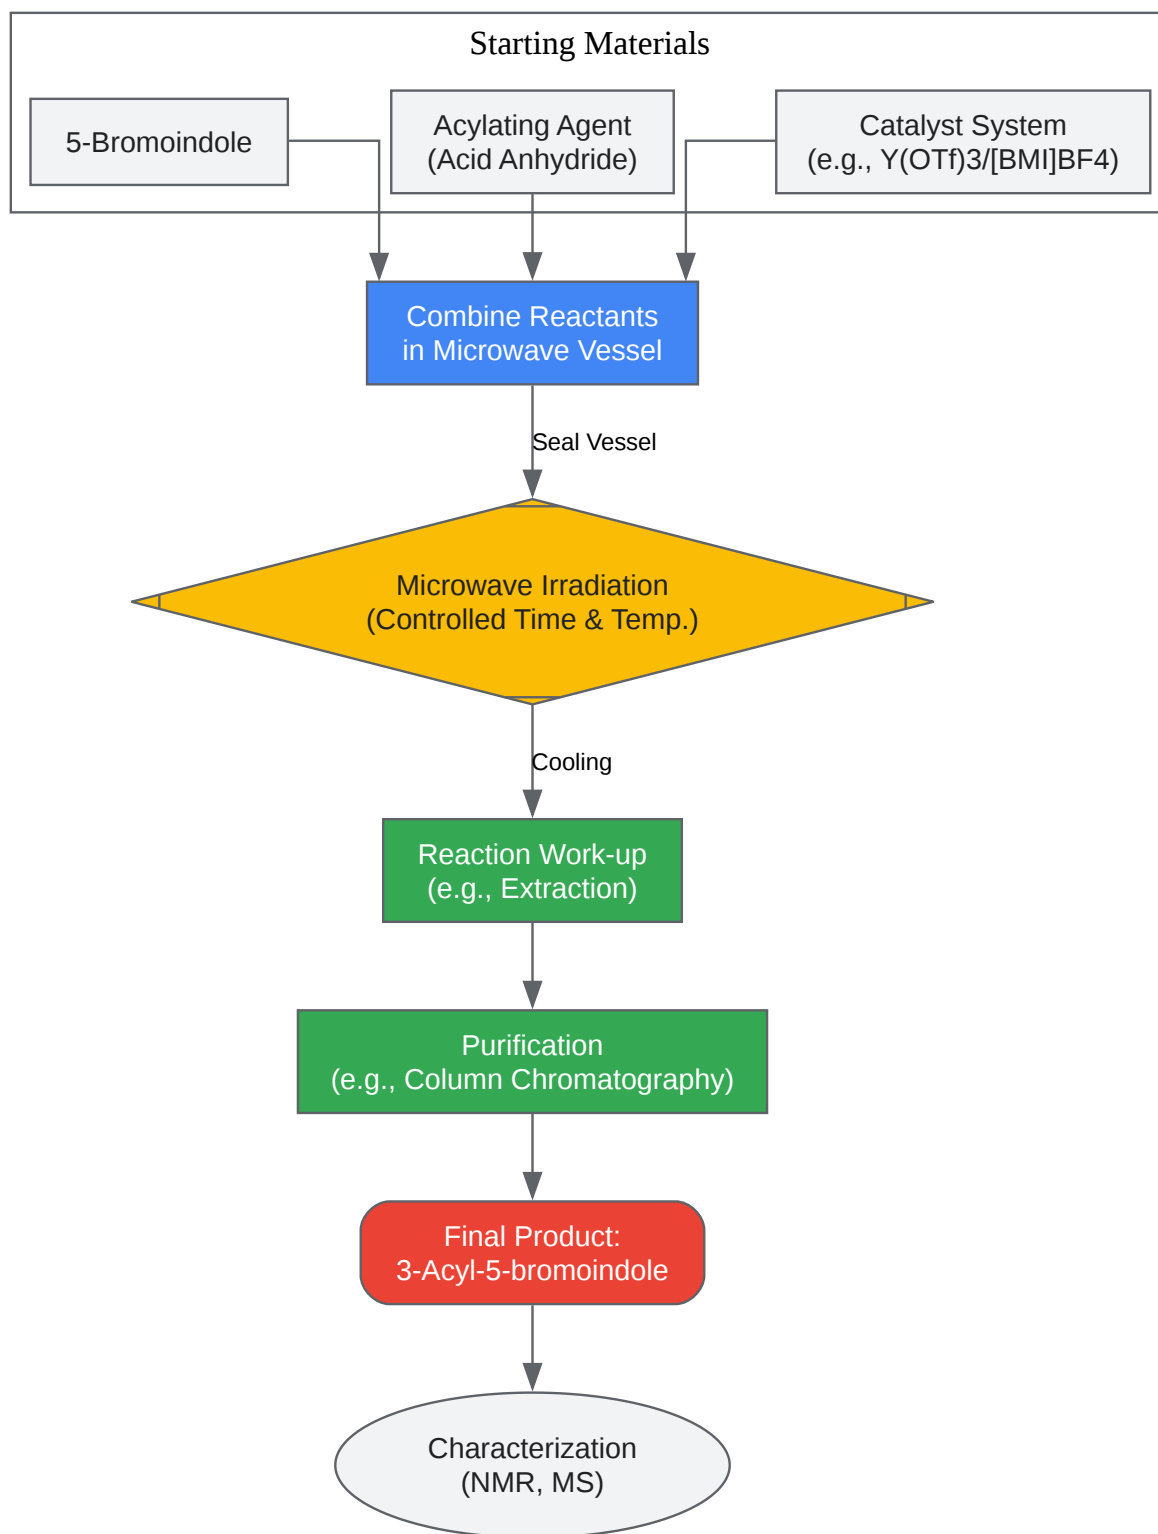 Starting Materials
5-Bromoindole
Acylating Agent
(Acid Anhydride)
Catalyst System
(e.g., Y(OTf)3/[BMI]BF4)
Combine Reactants
in Microwave Vessel
Seal Vessel
Microwave Irradiation
(Controlled Time & Temp.)
Cooling
Reaction Work-up
(e.g., Extraction)
Purification
(e.g., Column Chromatography)
Final Product:
3-Acyl-5-bromoindole
Characterization
(NMR, MS)